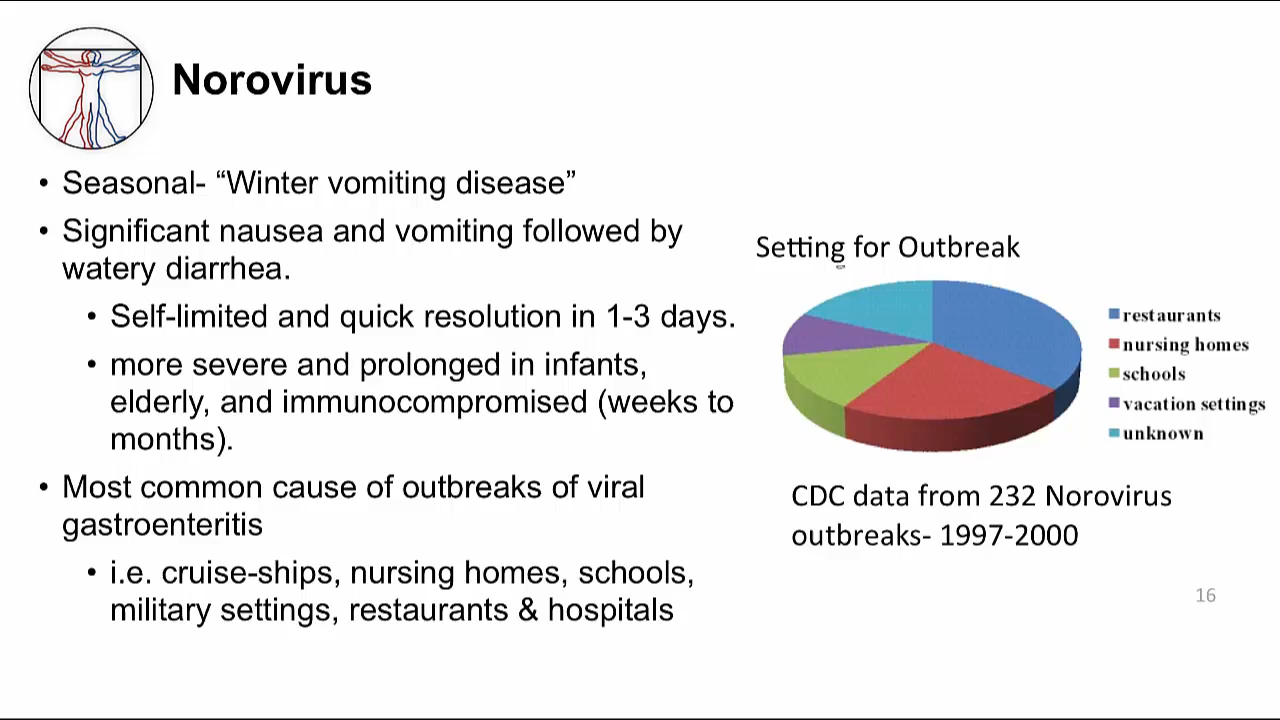 Norovirus
• Seasonal- “Winter vomiting disease”
• Significant nausea and vomiting followed by
watery diarrhea.
• Self-limited and quick resolution in 1-3 days.
• more severe and prolonged in infants,
elderly, and immunocompromised (weeks to
months).
• Most common cause of outbreaks of viral
gastroenteritis
• i.e. cruise-ships, nursing homes, schools,
military settings, restaurants & hospitals
Setting for Outbreak
restaurants
nursing homes
schools
vacation settings
unknown
CDC data from 232 Norovirus
outbreaks- 1997-2000
16